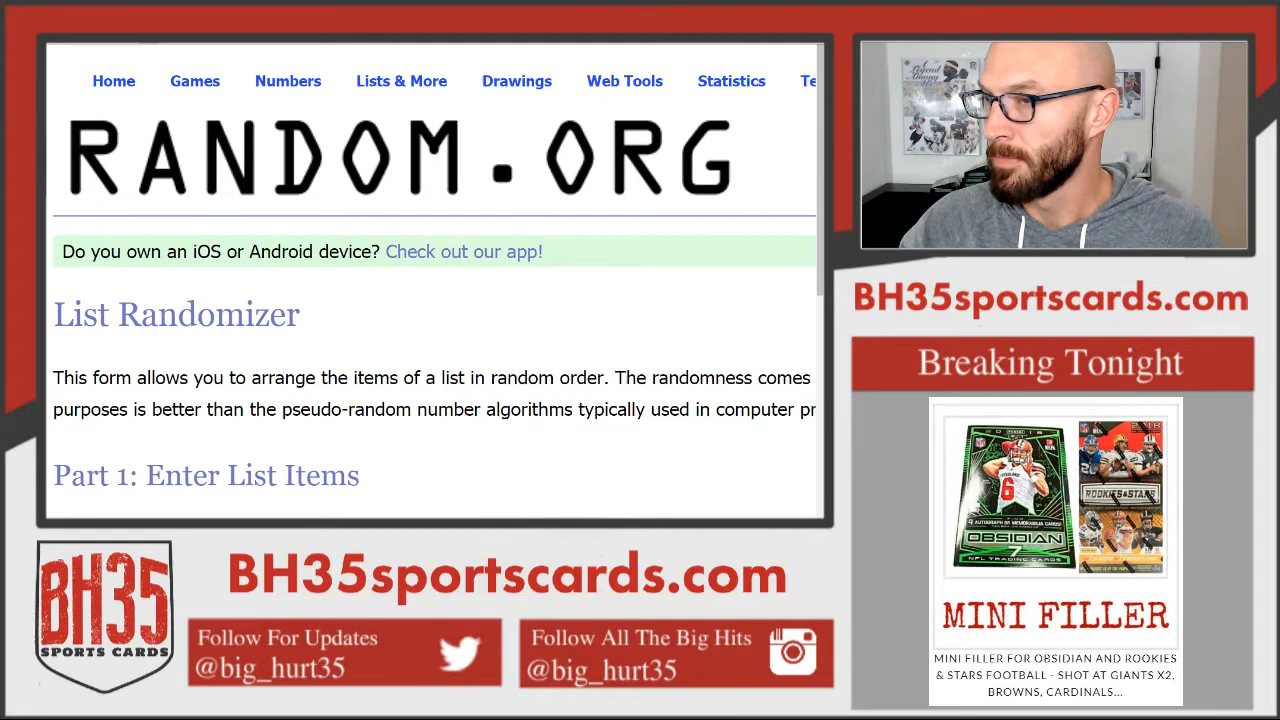 Home Games Numbers Lists & More Drawings Web Tools Statistics Te
RANDOM.ORG
Do you own an iOS or Android device? Check out our app!
List Randomizer
This form allows you to arrange the items of a list in random order. The randomness comes
purposes is better than the pseudo-random number algorithms typically used in computer pr
Part 1: Enter List Items
BH35sportscards.com
Breaking Tonight
OBSIDIAN
ROOKIES & STARS
MINI FILLER
MINI FILLER FOR OBSIDIAN AND ROOKIES
& STARS FOOTBALL - SHOT AT GIANTS X2,
BROWNS, CARDINALS...
BH35
SPORTS CARDS
BH35sportscards.com
Follow For Updates
@big_hurt35
Follow All The Big Hits
@big_hurt35